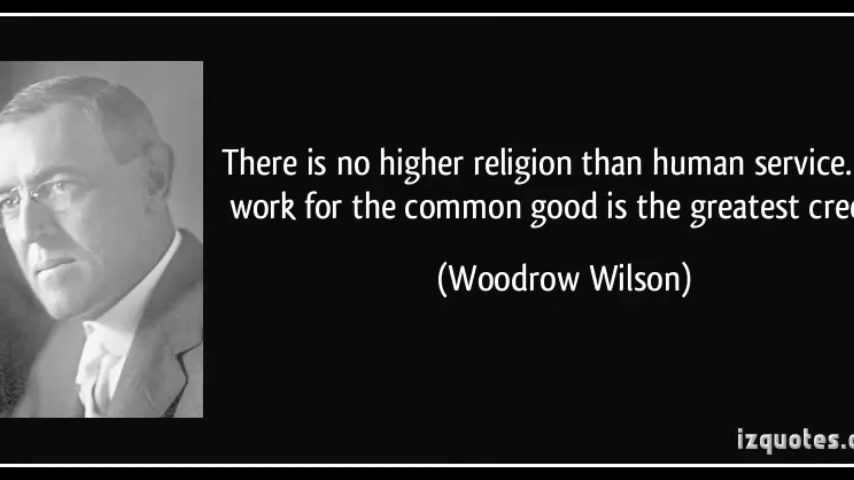 There is no higher religion than human service.
work for the common good is the greatest
(Woodrow Wilson)
izquotes.